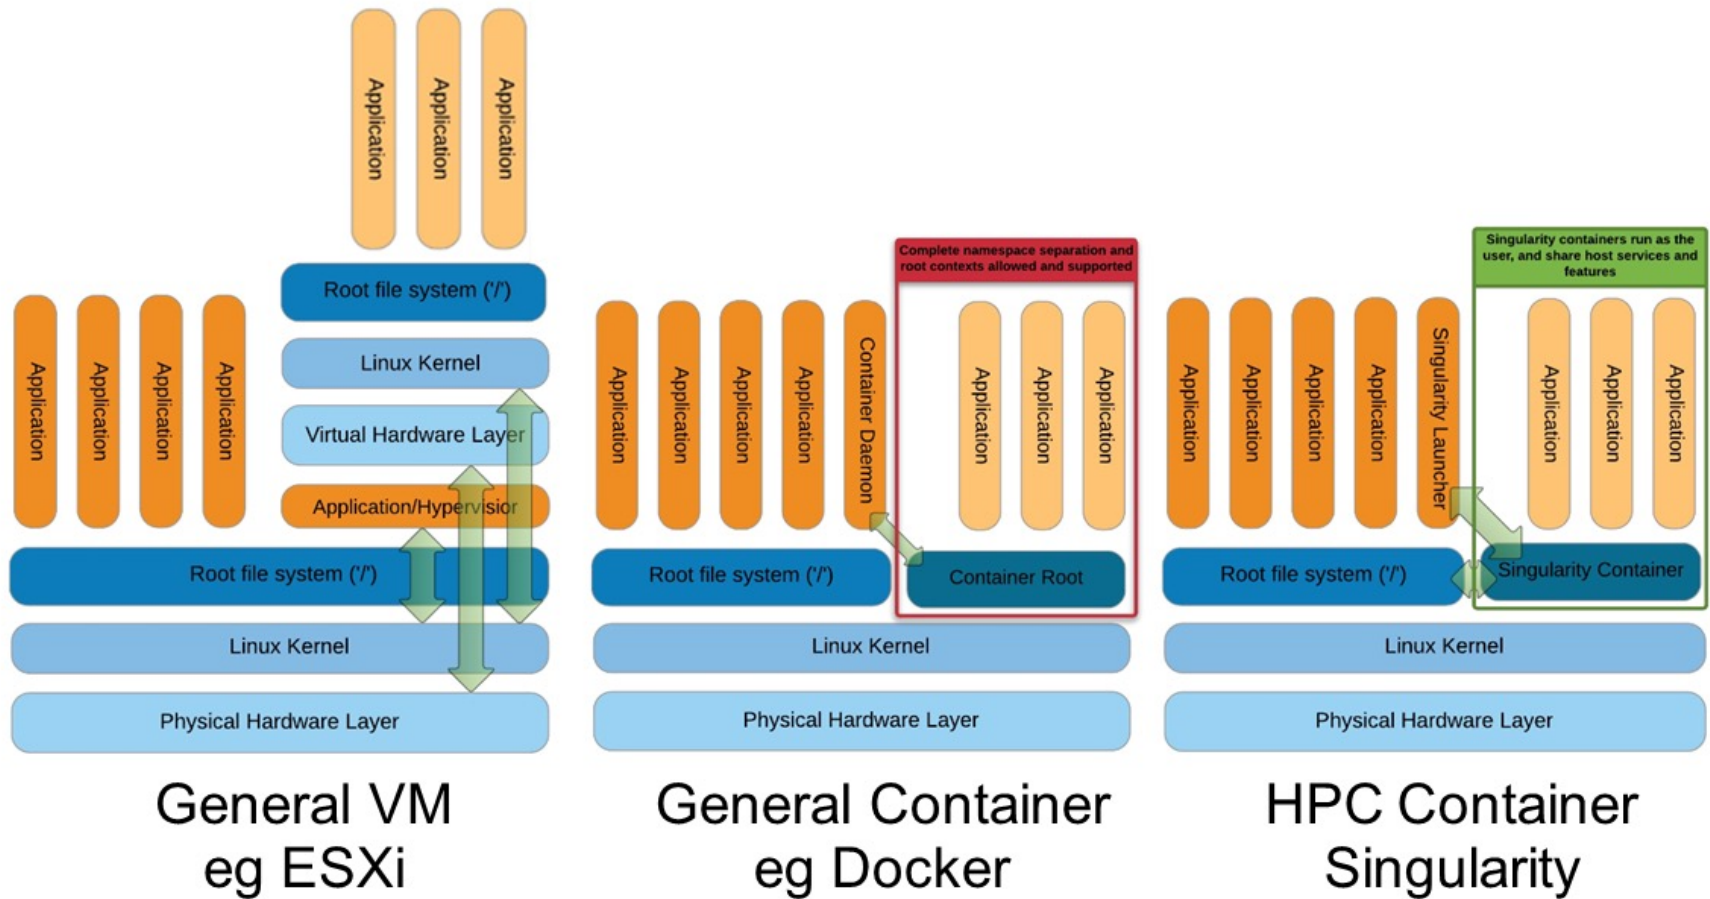 Application
Application
Application
Root file system ('/')
Linux Kernel
Virtual Hardware Layer
Application/Hypervisior
Application
Application
Application
Application
Root file system ('/')
Linux Kernel
Physical Hardware Layer
General VM
eg ESXi
Complete namespace separation and
root contexts allowed and supported
Application
Application
Application
Application
Container Daemon
Application
Application
Application
Root file system ('/')
Container Root
Linux Kernel
Physical Hardware Layer
General Container
eg Docker
Singularity containers run as the
user, and share host services and
features
Application
Application
Application
Application
Singularity Launcher
Application
Application
Application
Root file system ('/')
Singularity Container
Linux Kernel
Physical Hardware Layer
HPC Container
Singularity